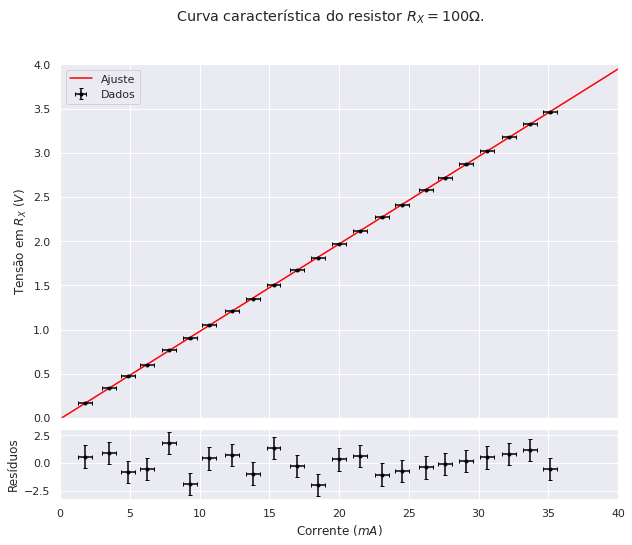 Curva característica do resistor R_X = 100Ω.
Ajuste
Dados
Tensão em R_X (V)
4.0
3.5
3.0
2.5
2.0
1.5
1.0
0.5
0.0
Resíduos
2.5
0.0
−2.5
0 5 10 15 20 25 30 35 40
Corrente (mA)